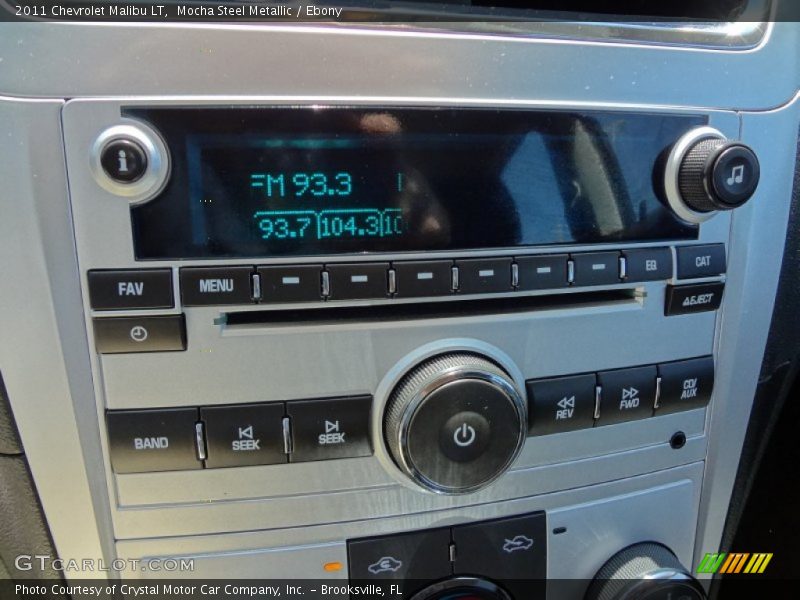 2011 Chevrolet Malibu LT, Mocha Steel Metallic / Ebony
i
FM 93.3
93.7 104.3 10
FAV
MENU
EQ
CAT
EJECT
BAND
SEEK
SEEK
REV
FWD
CD/
AUX
GTCARLOT.COM
Photo Courtesy of Crystal Motor Car Company, Inc. – Brooksville, FL